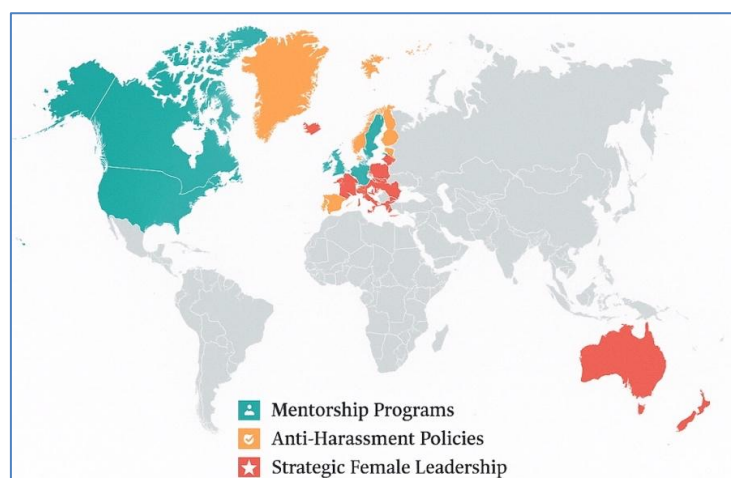 Mentorship Programs
Anti-Harassment Policies
Strategic Female Leadership